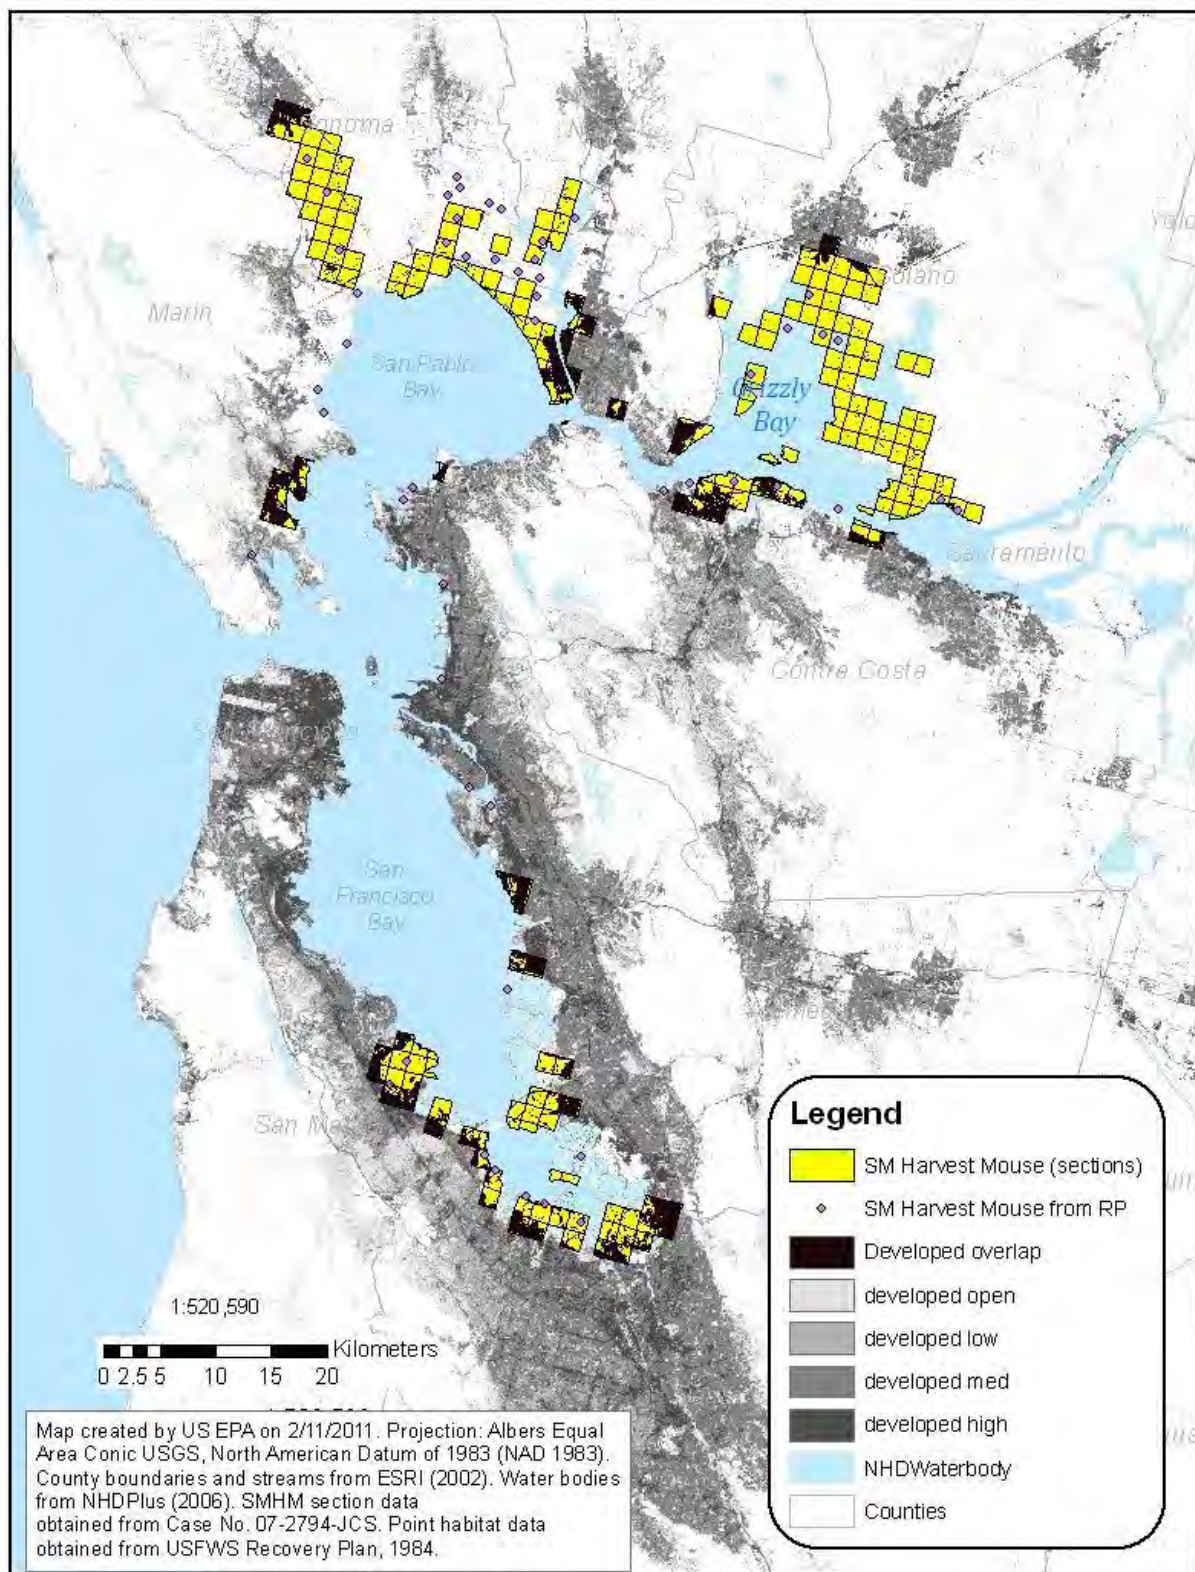 Marin
San Pablo
Bay
Grizzly
Bay
Solano
Sacramento
Contra Costa
San
Francisco
Bay
Legend
SM Harvest Mouse (sections)
SM Harvest Mouse from RP
Developed overlap
developed open
developed low
developed med
developed high
NHDWaterbody
Counties
1:520,590
Kilometers
0 2.5 5 10 15 20
Map created by US EPA on 2/11/2011. Projection: Albers Equal
Area Conic USGS, North American Datum of 1983 (NAD 1983).
County boundaries and streams from ESRI (2002). Water bodies
from NHDPlus (2006). SMHM section data
obtained from Case No. 07-2794-JCS. Point habitat data
obtained from USFWS Recovery Plan, 1984.